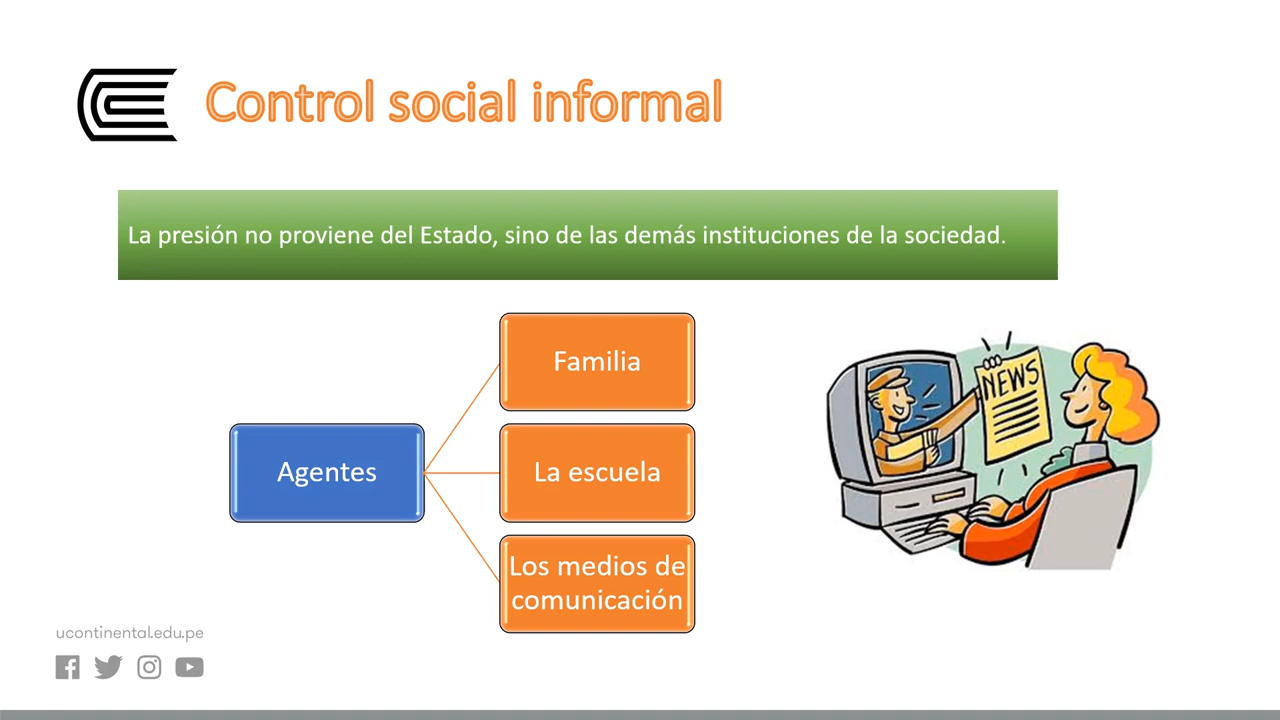 Control social informal
La presión no proviene del Estado, sino de las demás instituciones de la sociedad.
Familia
Agentes
La escuela
Los medios de
comunicación
NEWS
ucontinental.edu.pe